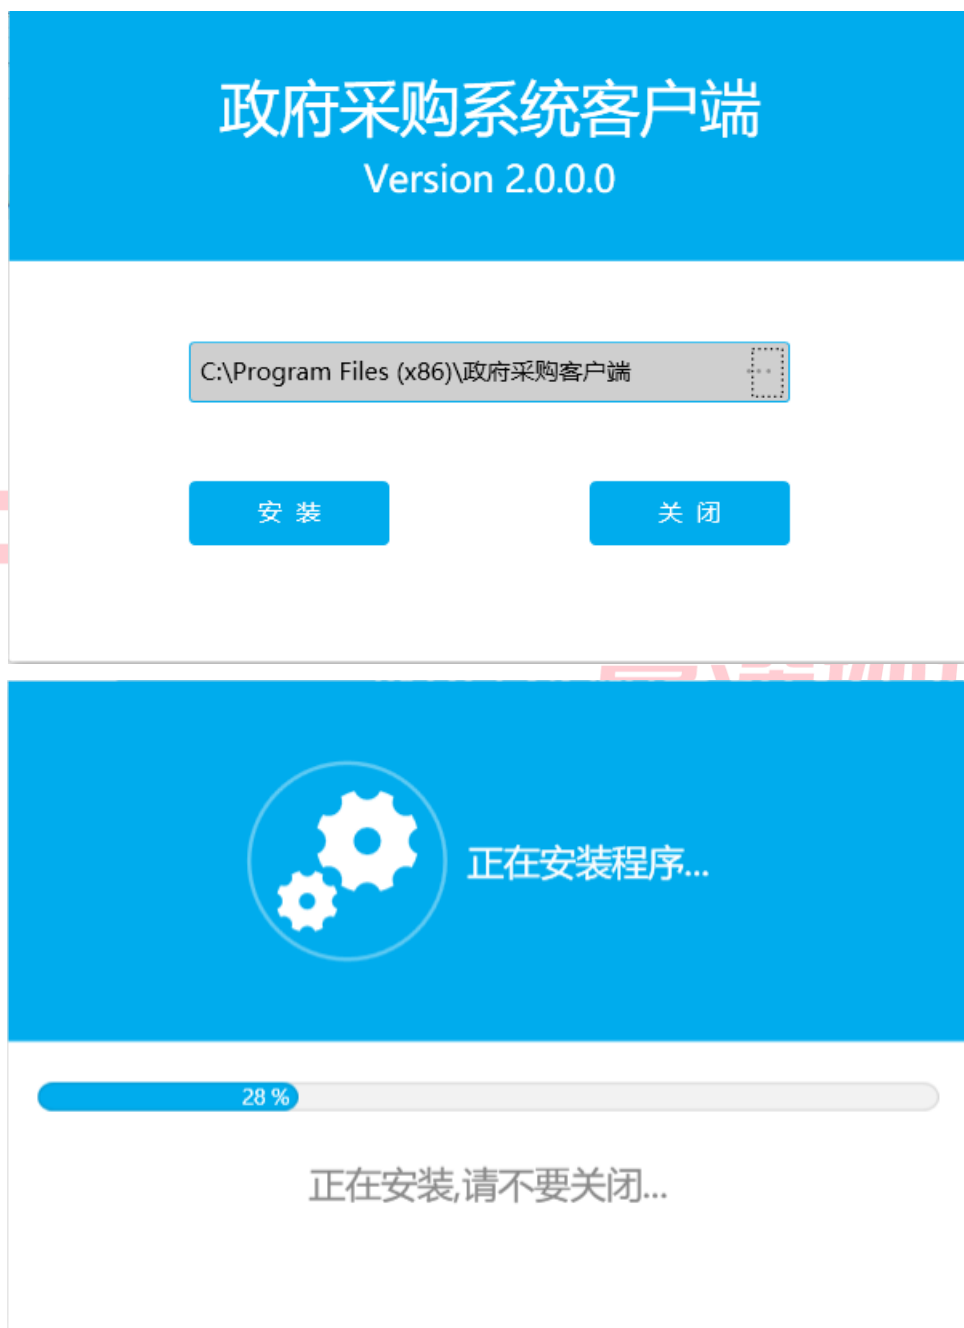 政府采购系统客户端
Version 2.0.0.0
C:\Program Files (x86)\政府采购客户端 ...
安 装 关 闭
正在安装程序...
28 %
正在安装,请不要关闭...